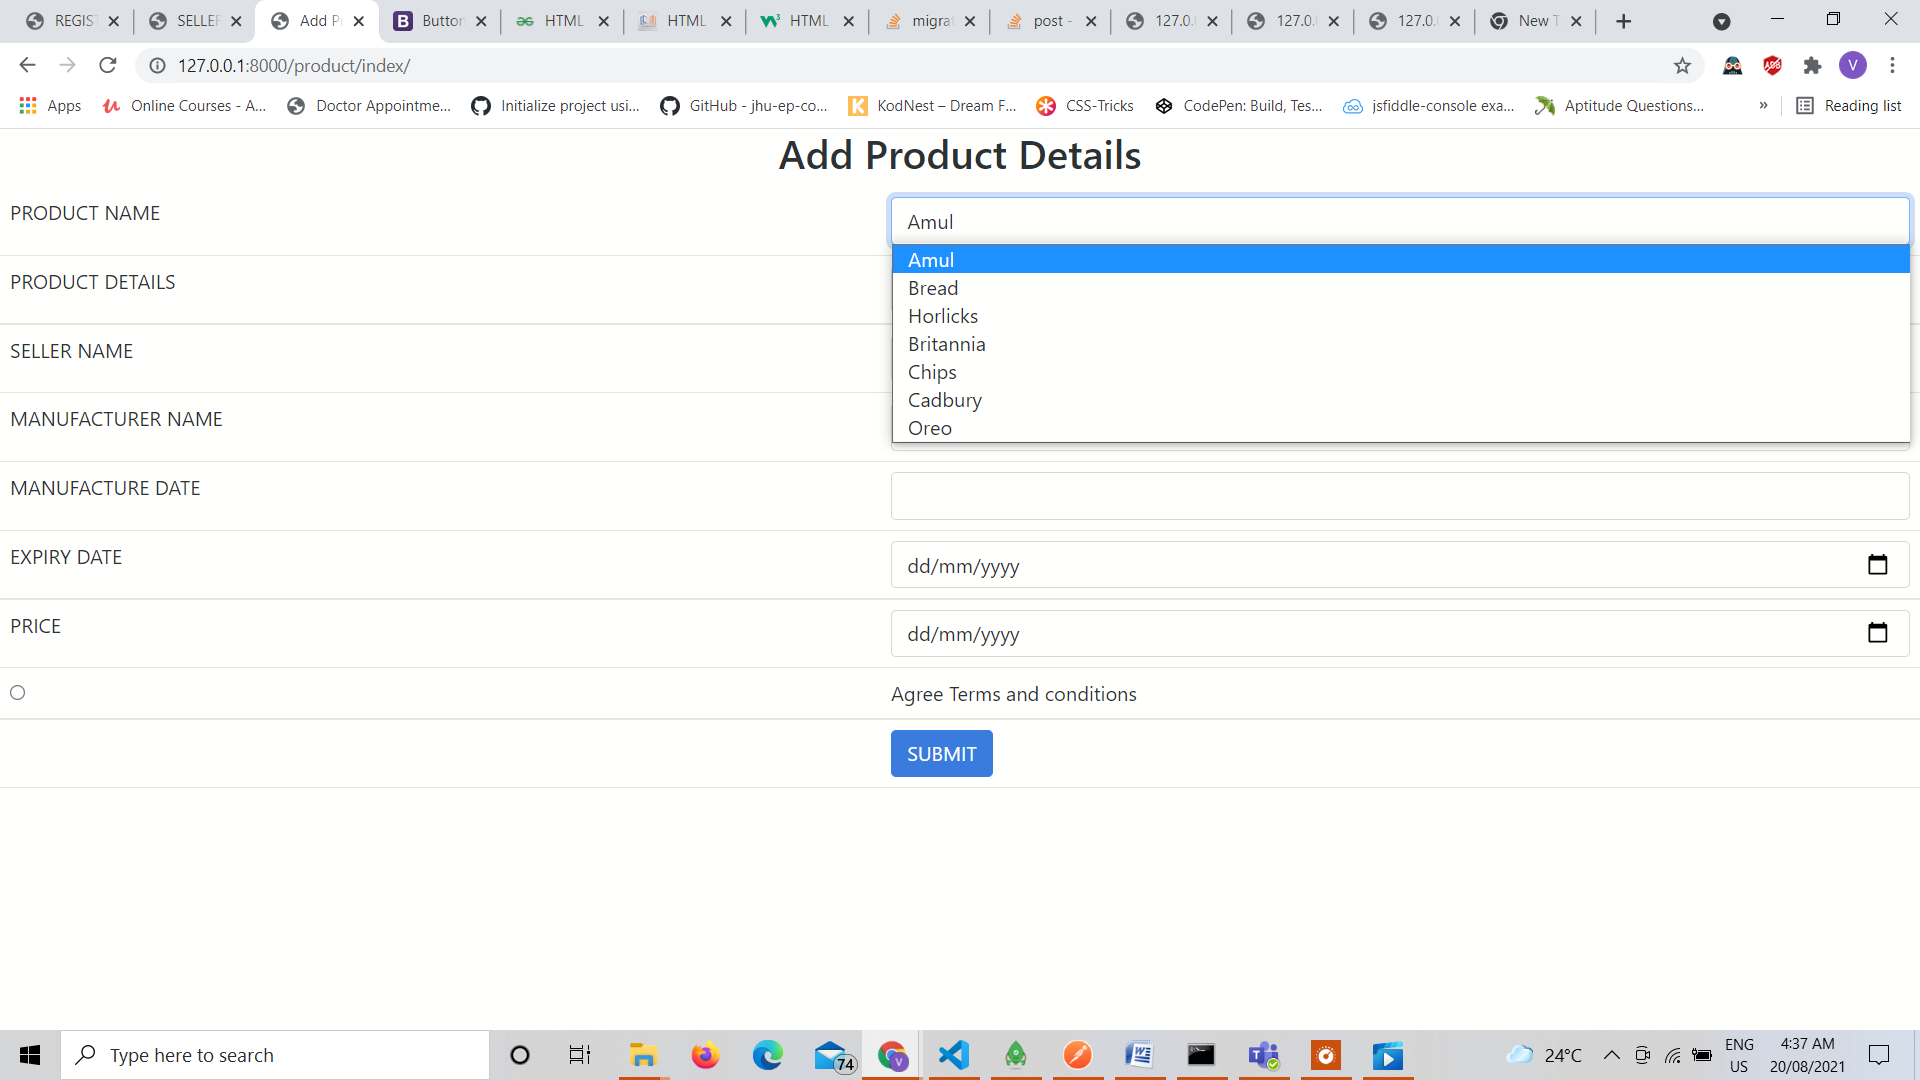 REGIS
SELLER
Add P
Button
HTML
HTML
HTML
migra
post -
127.0.
127.0.
127.0.
New T
127.0.0.1:8000/product/index/
V
Apps
Online Courses - A...
Doctor Appointme...
Initialize project usi...
GitHub - jhu-ep-co...
KodNest – Dream F...
CSS-Tricks
CodePen: Build, Tes...
jsfiddle-console exa...
Aptitude Questions...
»
Reading list
Add Product Details
PRODUCT NAME
Amul
Amul
Bread
Horlicks
Britannia
Chips
Cadbury
Oreo
PRODUCT DETAILS
SELLER NAME
MANUFACTURER NAME
MANUFACTURE DATE
EXPIRY DATE
dd/mm/yyyy
PRICE
dd/mm/yyyy
Agree Terms and conditions
SUBMIT
Type here to search
74
24°C
ENG
US
4:37 AM
20/08/2021